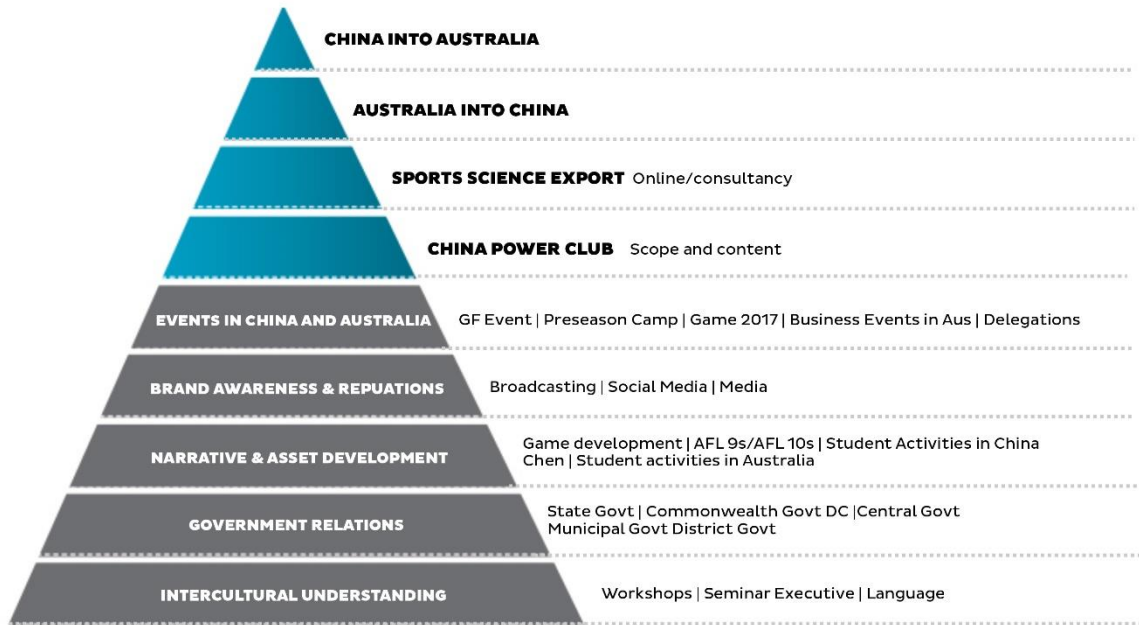 CHINA INTO AUSTRALIA
AUSTRALIA INTO CHINA
SPORTS SCIENCE EXPORT Online/consultancy
CHINA POWER CLUB Scope and content
EVENTS IN CHINA AND AUSTRALIA GF Event | Preseason Camp | Game 2017 | Business Events in Aus | Delegations
BRAND AWARENESS & REPUATIONS Broadcasting | Social Media | Media
NARRATIVE & ASSET DEVELOPMENT Game development | AFL 9s/AFL 10s | Student Activities in China
Chen | Student activities in Australia
GOVERNMENT RELATIONS State Govt | Commonwealth Govt DC |Central Govt
Municipal Govt District Govt
INTERCULTURAL UNDERSTANDING Workshops | Seminar Executive | Language